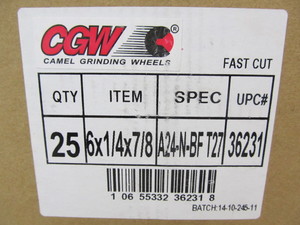 CGW®
CAMEL GRINDING WHEELS
FAST CUT
QTY ITEM SPEC UPC#
25 6x1/4x7/8 A24-N-BF T27 36231
1 06 55332 36231 8
BATCH:14-10-245-11